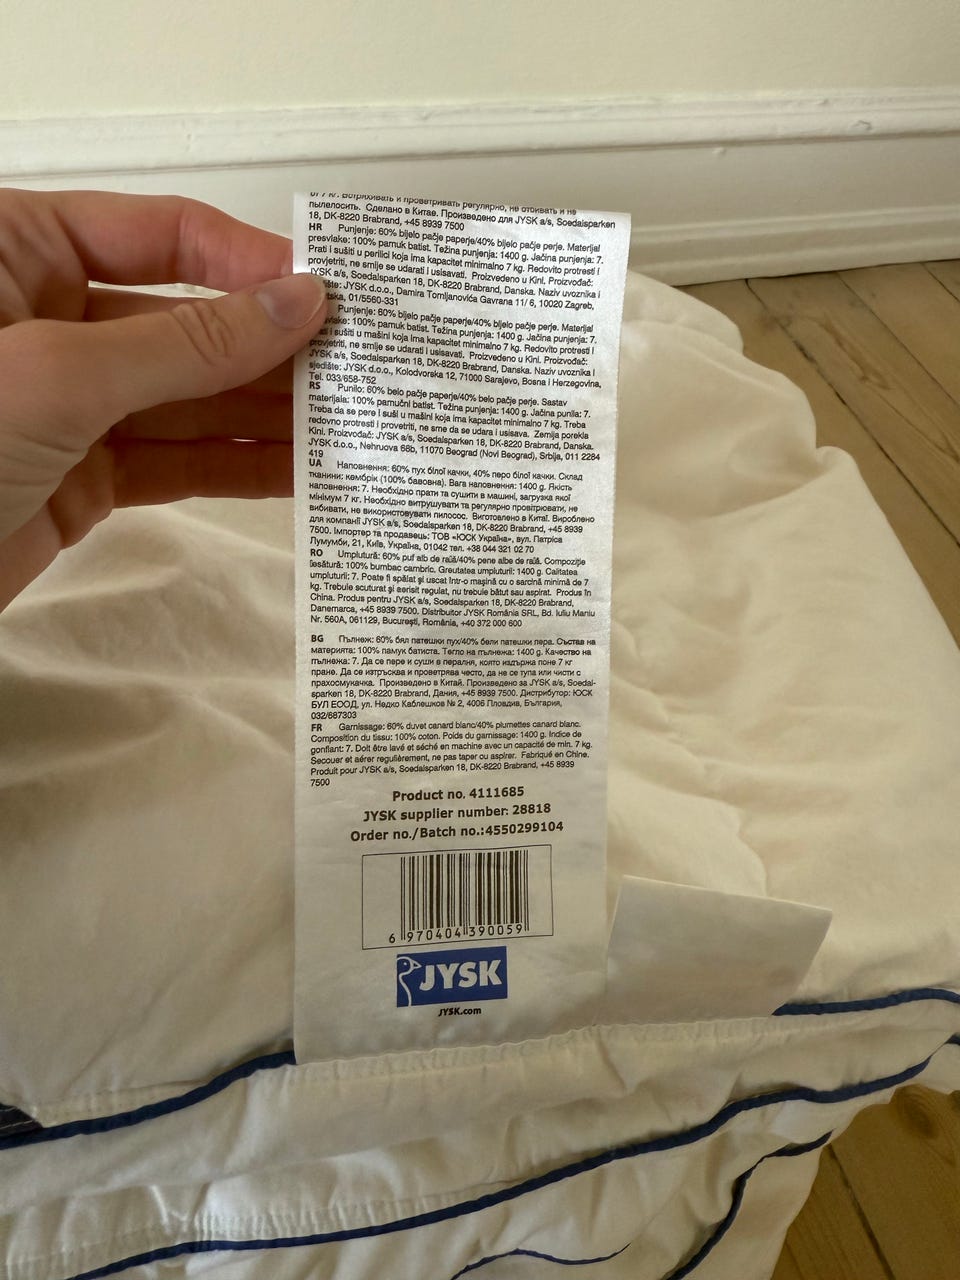 Встряхивать и проветривать регулярно, не отбивать и не
пылелосить. Сделано в Китае. Произведено для JYSK a/s, Soedalsparken
18, DK-8220 Brabrand, +45 8939 7500
HR Punjenje: 60% bijelo pačje paperje/40% bijelo pačje perje. Materijal
presvlake: 100% pamuk batist. Težina punjenja: 1400 g. Jačina punjenja: 7.
Prati i sušiti u perilici koja ima kapacitet minimalno 7 kg. Redovito protresti i
provjetriti, ne smije se udarati i usisavati. Proizvedeno u Kini. Proizvođač:
JYSK a/s, Soedalsparken 18, DK-8220 Brabrand, Danska. Naziv uvoznika i
JYSK d.o.o., Damira Tomljanovića Gavrana 11/ 6, 10020 Zagreb,
01/5560-331
Punjenje: 60% bijelo pačje paperje/40% bijelo pačje perje. Materijal
100% pamuk batist. Težina punjenja: 1400 g. Jačina punjenja: 7.
i sušiti u mašini koja ima kapacitet minimalno 7 kg. Redovito protresti i
provjetriti, ne smije se udarati i usisavati. Proizvedeno u Kini. Proizvođač:
JYSK a/s, Soedalsparken 18, DK-8220 Brabrand, Danska. Naziv uvoznika i
sjedište: JYSK d.o.o., Kolodvorska 12, 71000 Sarajevo, Bosna i Herzegovina,
Tel. 033/658-752
RS Punilo: 60% belo pačje paperje/40% belo pačje perje. Sastav
materijala: 100% pamučni batist. Težina punjenja: 1400 g. Jačina punila: 7.
Treba da se pere i suši u mašini koja ima kapacitet minimalno 7 kg. Treba
redovno protresti i provetriti, ne sme da se udara i usisava. Zemlja porekla
Kini. Proizvođač: JYSK a/s, Soedalsparken 18, DK-8220 Brabrand, Danska.
JYSK d.o.o., Nehruova 68b, 11070 Beograd (Novi Beograd), Srbija, 011 2284
419
UA Наповнення: 60% пух білої качки, 40% перо білої качки. Склад
тканини: кембрік (100% бавовна). Вага наповнення: 1400 g. Якість
наповнення: 7. Необхідно прати та сушити в машині, загрузка якої
мінімум 7 кг. Необхідно витрушувати та регулярно провітрювати, не
вибивати, не використовувати пилосос. Виготовлено в Китаї. Вироблено
для компанії JYSK a/s, Soedalsparken 18, DK-8220 Brabrand, +45 8939
7500. Імпортер та продавець: ТОВ «ЮСК Україна», вул. Патріса
Лумумби, 21, Київ, Україна, 01042 тел. +38 044 321 02 70
RO Umplutură: 60% puf alb de rață/40% pene albe de rață. Compoziție
țesătură: 100% bumbac cambric. Greutatea umpluturii: 1400 g. Calitatea
umpluturii: 7. Poate fi spălat și uscat într-o mașină cu o sarcină minimă de 7
kg. Trebuie scuturat și aerisit regulat, nu trebuie bătut sau aspirat. Produs în
China. Produs pentru JYSK a/s, Soedalsparken 18, DK-8220 Brabrand,
Danemarca, +45 8939 7500. Distribuitor JYSK România SRL, Bd. Iuliu Maniu
Nr. 560A, 061129, București, România, +40 372 000 600
BG Пълнеж: 60% бял патешки пух/40% бели патешки пера. Състав на
материята: 100% памук батиста. Тегло на пълнежа: 1400 g. Качество на
пълнежа: 7. Да се пере и суши в пералня, която издържа поне 7 кг
пране. Да се изтръсква и проветрява често, да не се тупа или чисти с
прахосмукачка. Произведено в Китай. Произведено за JYSK a/s, Soedal-
sparken 18, DK-8220 Brabrand, Дания, +45 8939 7500. Дистрибутор: ЮСК
БУЛ ЕООД, ул. Недко Каблешков № 2, 4006 Пловдив, България,
032/687303
FR Garnissage: 60% duvet canard blanc/40% plumettes canard blanc.
Composition du tissu: 100% coton. Poids du garnissage: 1400 g. Indice de
gonflant: 7. Doit être lavé et séché en machine avec un capacité de min. 7 kg.
Secouer et aérer regulièrement, ne pas taper ou aspirer. Fabriqué en Chine.
Produit pour JYSK a/s, Soedalsparken 18, DK-8220 Brabrand, +45 8939
7500
Product no. 4111685
JYSK supplier number: 28818
Order no./Batch no.:4550299104
6 970404 390059
JYSK
JYSK.com